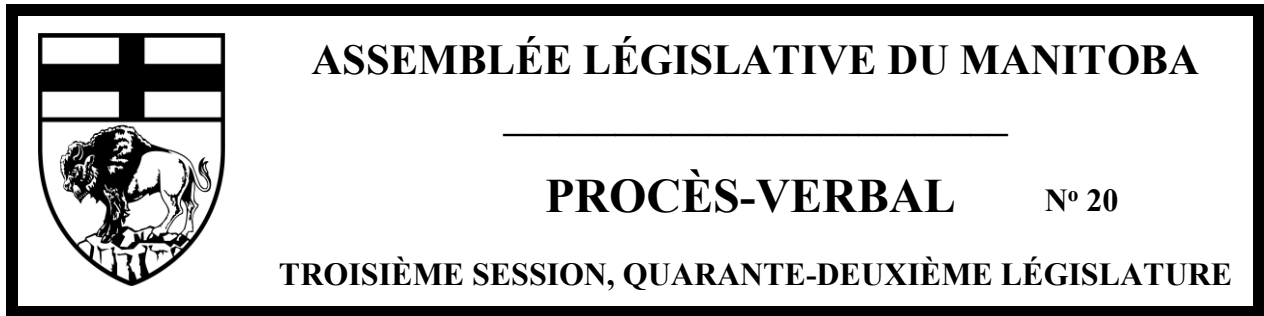 ASSEMBLÉE LÉGISLATIVE DU MANITOBA
PROCÈS-VERBAL Nº 20
TROISIÈME SESSION, QUARANTE-DEUXIÈME LÉGISLATURE